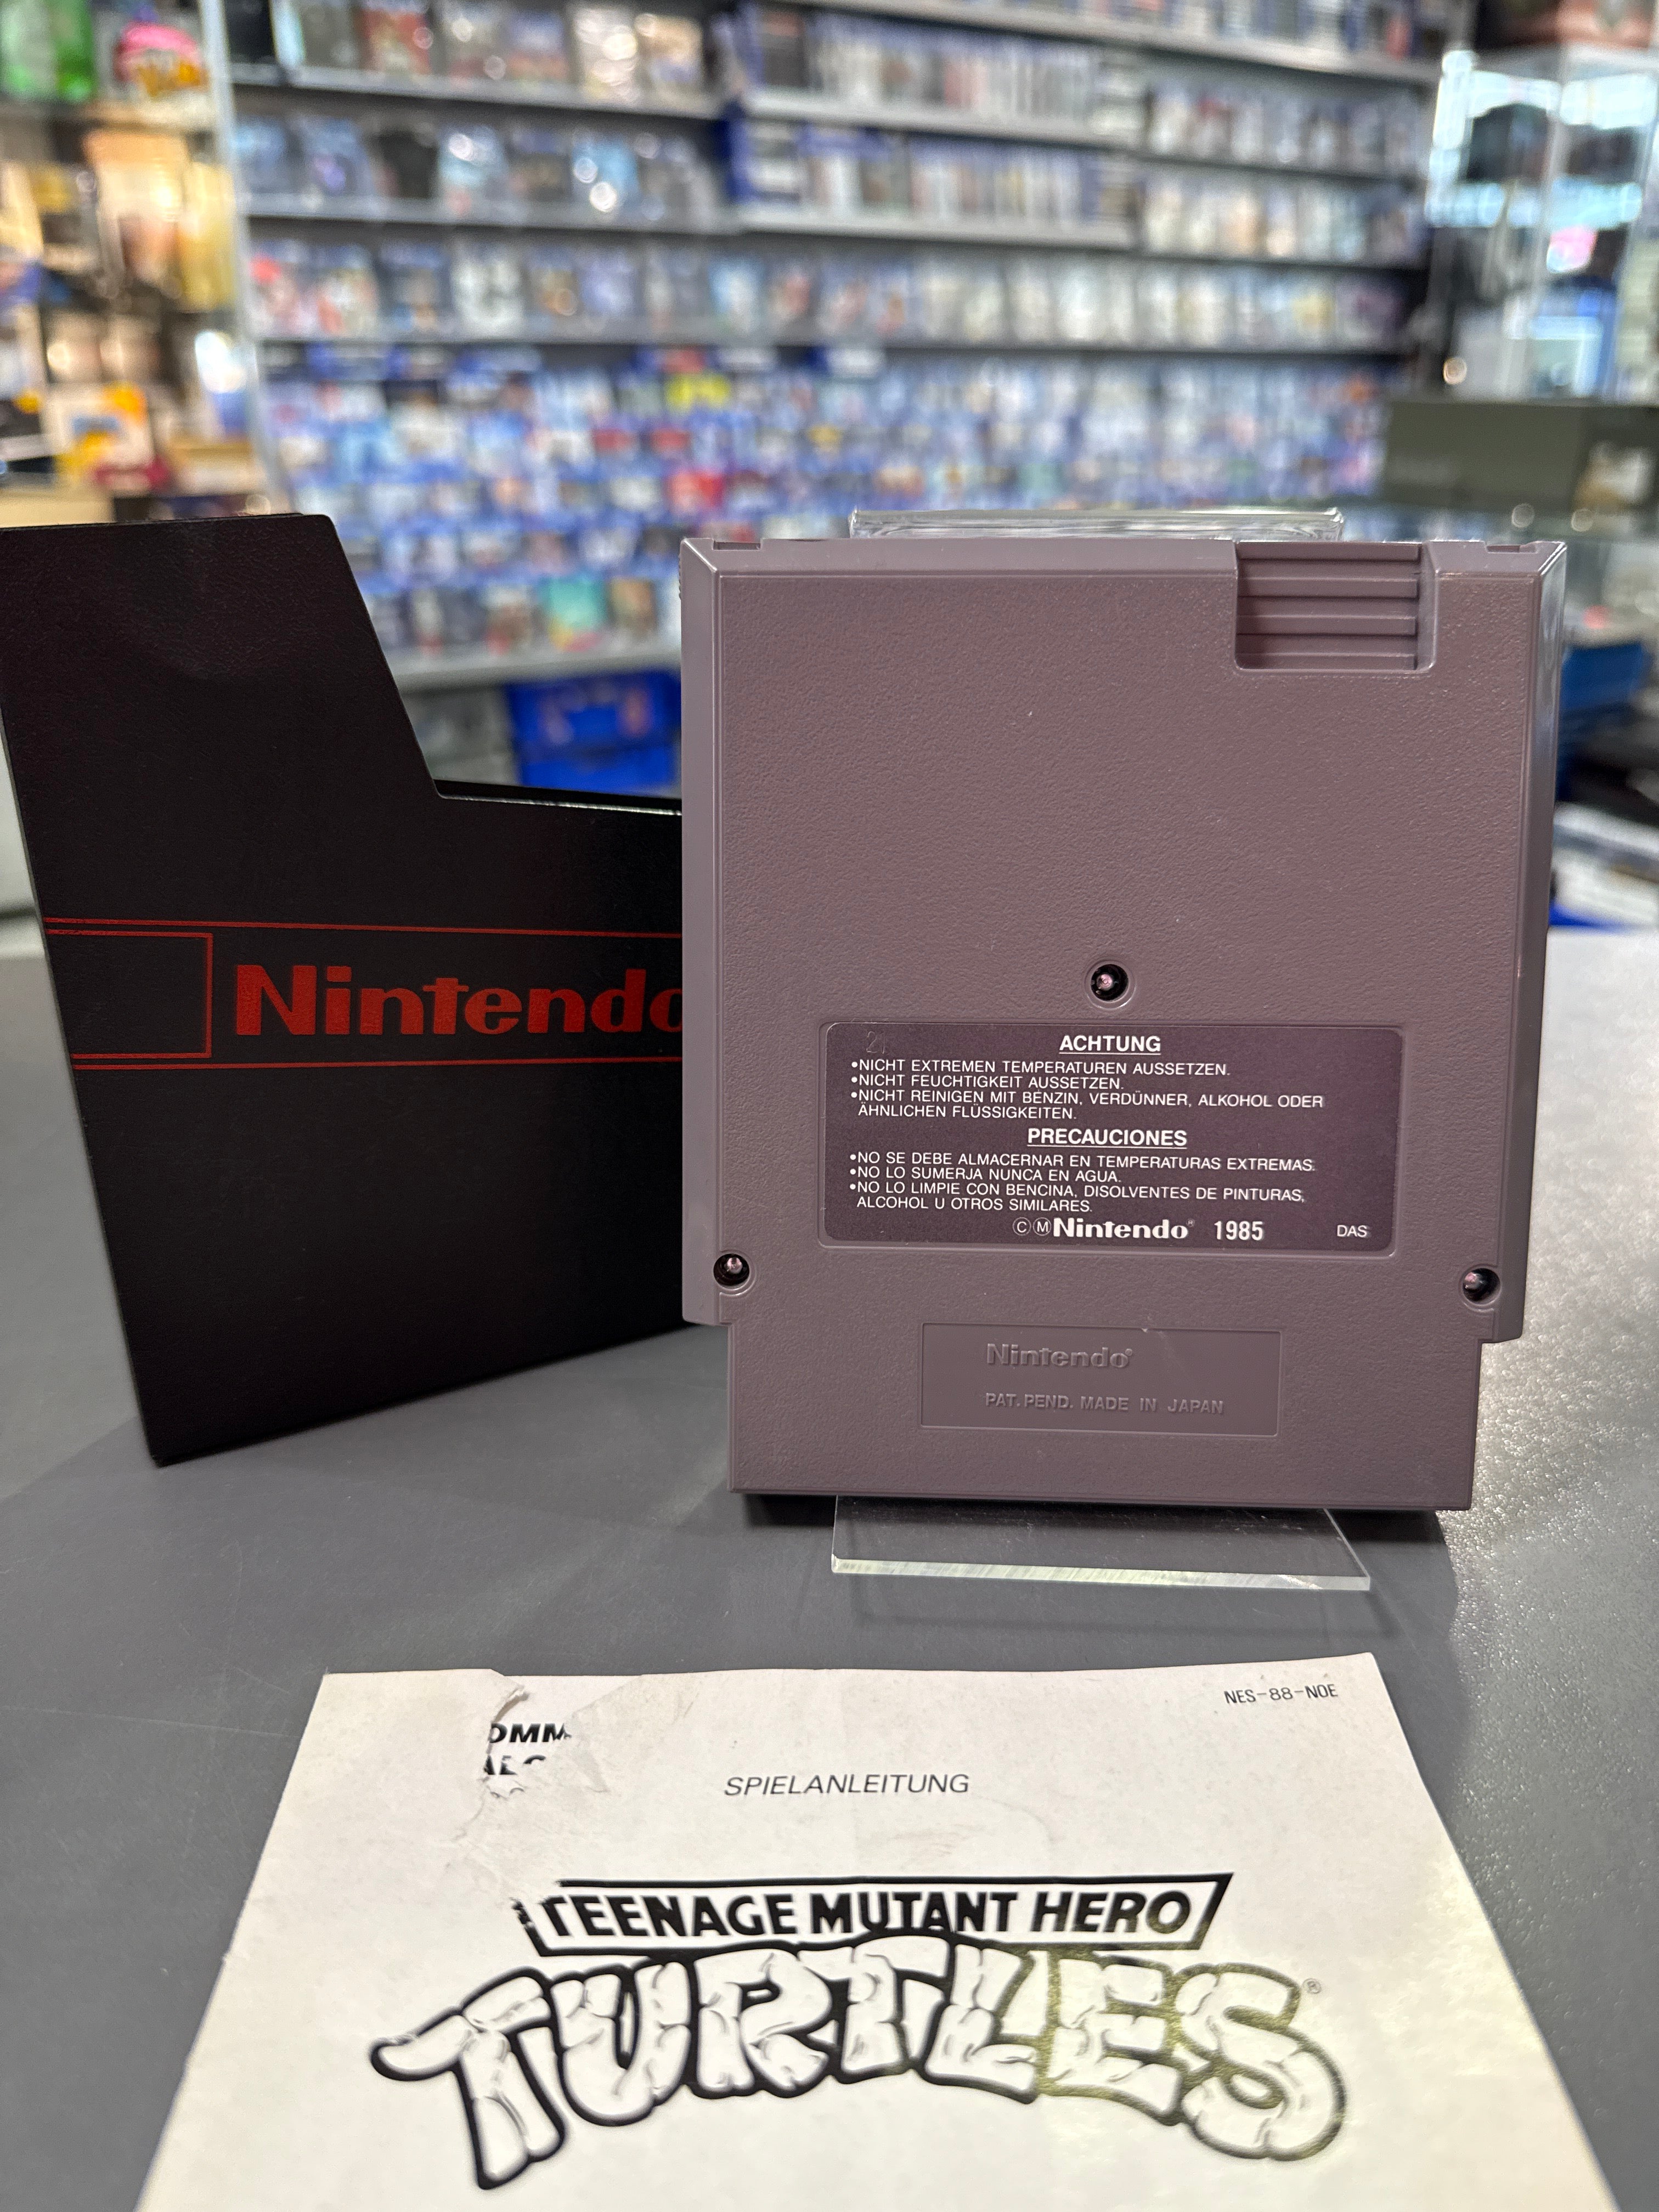 Nintendo
ACHTUNG
•NICHT EXTREMEN TEMPERATUREN AUSSETZEN.
•NICHT FEUCHTIGKEIT AUSSETZEN.
•NICHT REINIGEN MIT BENZIN, VERDÜNNER, ALKOHOL ODER
ÄHNLICHEN FLÜSSIGKEITEN.
PRECAUCIONES
•NO SE DEBE ALMACERNAR EN TEMPERATURAS EXTREMAS.
•NO LO SUMERJA NUNCA EN AGUA.
•NO LO LIMPIE CON BENCINA, DISOLVENTES DE PINTURAS,
ALCOHOL U OTROS SIMILARES.
©Ⓜ Nintendo® 1985 DAS
Nintendo®
PAT. PEND. MADE IN JAPAN
NES-88-NOE
OMM
SPIELANLEITUNG
TEENAGE MUTANT HERO
TURTLES®